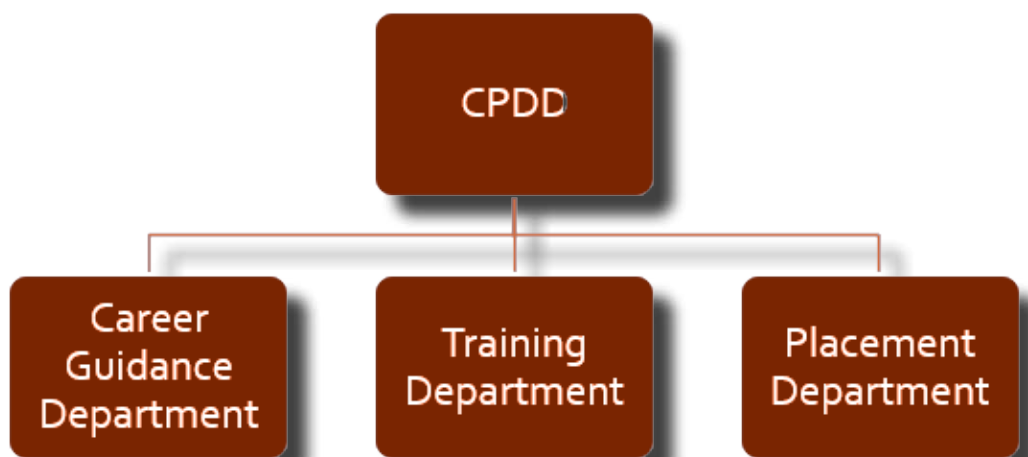 CPDD
Career
Guidance
Department
Training
Department
Placement
Department